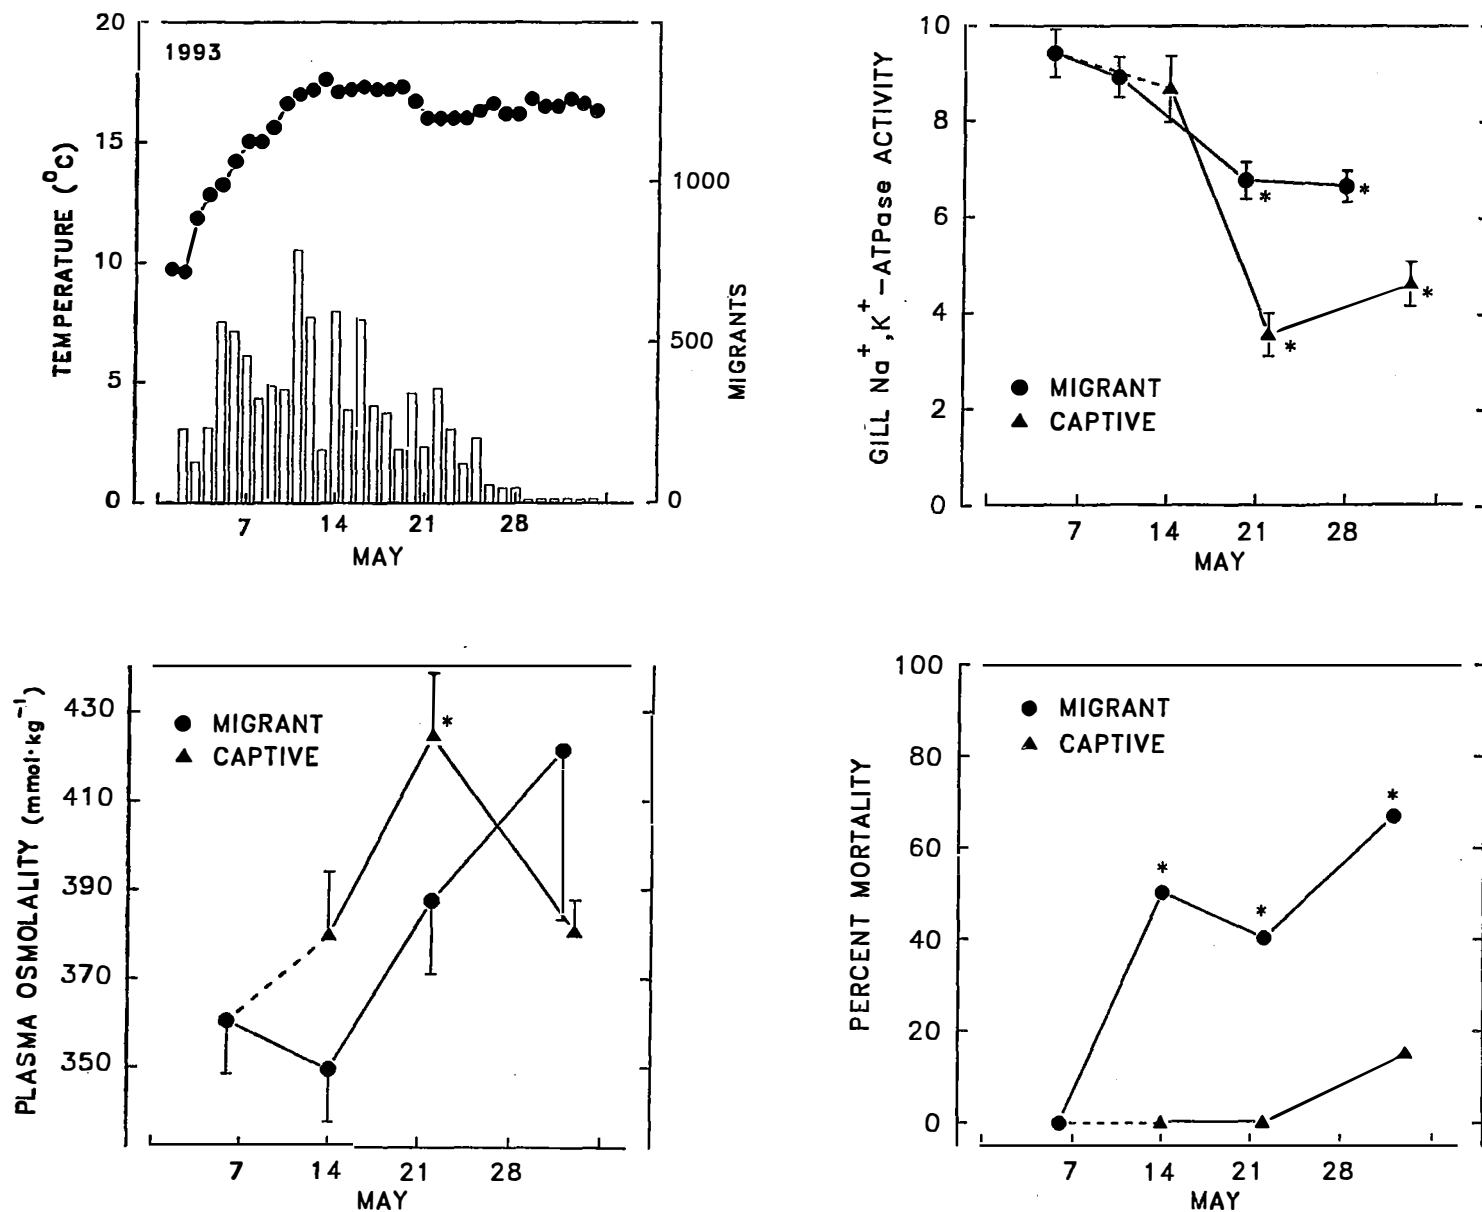 1993
TEMPERATURE (°C)
20
15
10
5
0
1000
500
0
MIGRANTS
7 14 21 28
MAY
GILL Na⁺,K⁺-ATPase ACTIVITY
10
8
6
4
2
0
* * * *
MIGRANT
CAPTIVE
7 14 21 28
MAY
PLASMA OSMOLALITY (mmol·kg⁻¹)
430
410
390
370
350
MIGRANT
CAPTIVE
*
7 14 21 28
MAY
PERCENT MORTALITY
100
80
60
40
20
0
MIGRANT
CAPTIVE
* * *
7 14 21 28
MAY